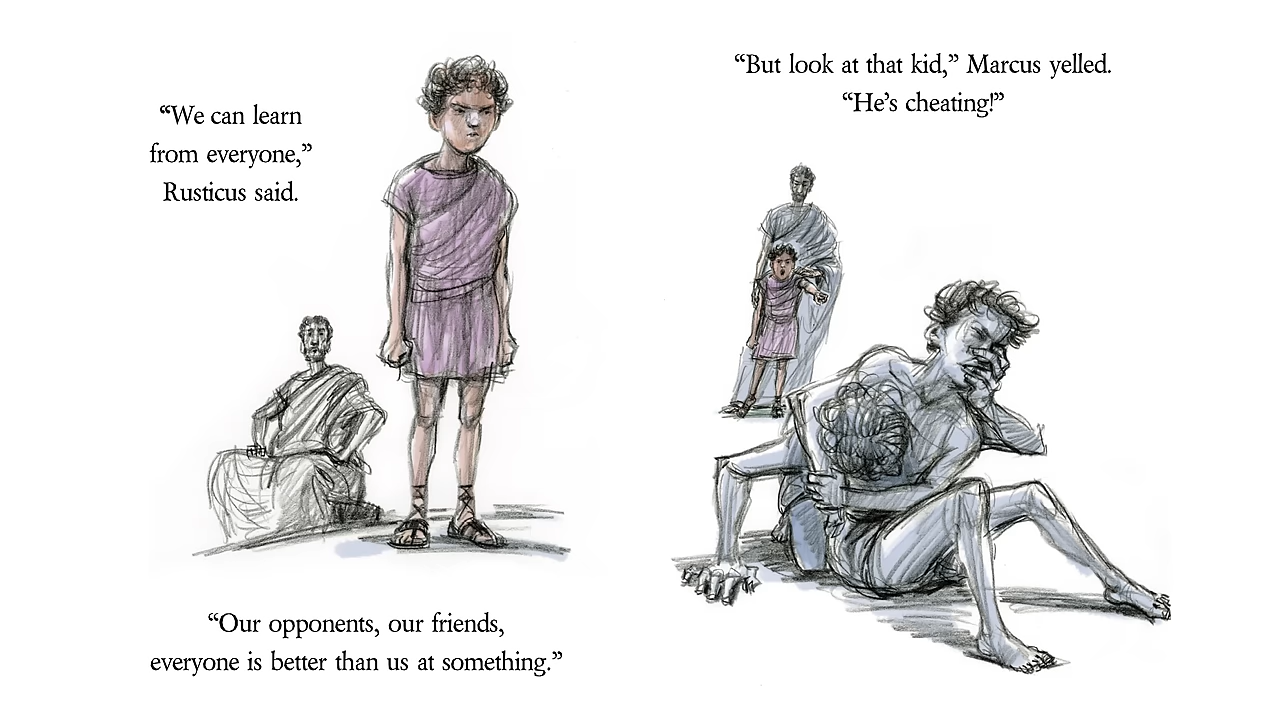 “We can learn
from everyone,”
Rusticus said.
“Our opponents, our friends,
everyone is better than us at something.”
“But look at that kid,” Marcus yelled.
“He’s cheating!”